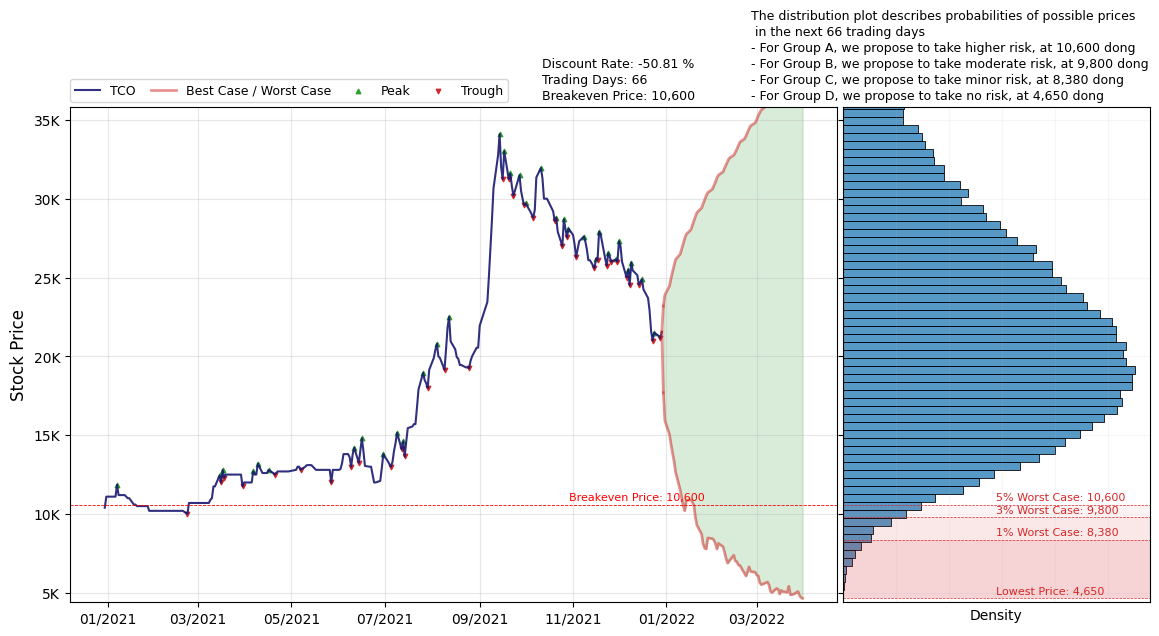 The distribution plot describes probabilities of possible prices
in the next 66 trading days
- For Group A, we propose to take higher risk, at 10,600 dong
- For Group B, we propose to take moderate risk, at 9,800 dong
- For Group C, we propose to take minor risk, at 8,380 dong
- For Group D, we propose to take no risk, at 4,650 dong
Discount Rate: -50.81 %
Trading Days: 66
Breakeven Price: 10,600
TCO Best Case / Worst Case Peak Trough
Stock Price
35K
30K
25K
20K
15K
10K
5K
Breakeven Price: 10,600
5% Worst Case: 10,600
3% Worst Case: 9,800
1% Worst Case: 8,380
Lowest Price: 4,650
01/2021 03/2021 05/2021 07/2021 09/2021 11/2021 01/2022 03/2022
Density